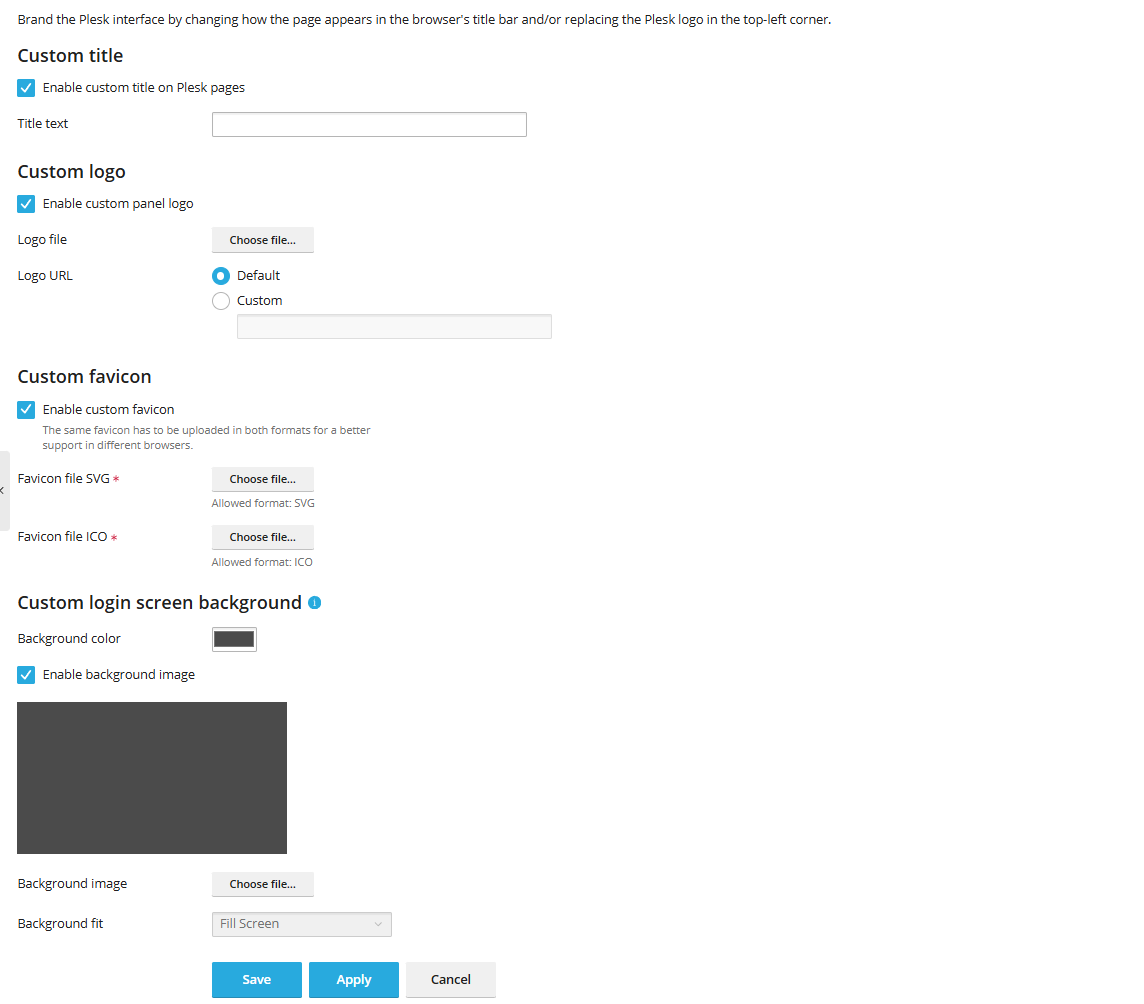 Brand the Plesk interface by changing how the page appears in the browser's title bar and/or replacing the Plesk logo in the top-left corner.
Custom title
Enable custom title on Plesk pages
Title text
Custom logo
Enable custom panel logo
Logo file
Choose file...
Logo URL
Default
Custom
Custom favicon
Enable custom favicon
The same favicon has to be uploaded in both formats for a better
support in different browsers.
Favicon file SVG *
Choose file...
Allowed format: SVG
Favicon file ICO *
Choose file...
Allowed format: ICO
Custom login screen background
Background color
Enable background image
Background image
Choose file...
Background fit
Fill Screen
Save
Apply
Cancel